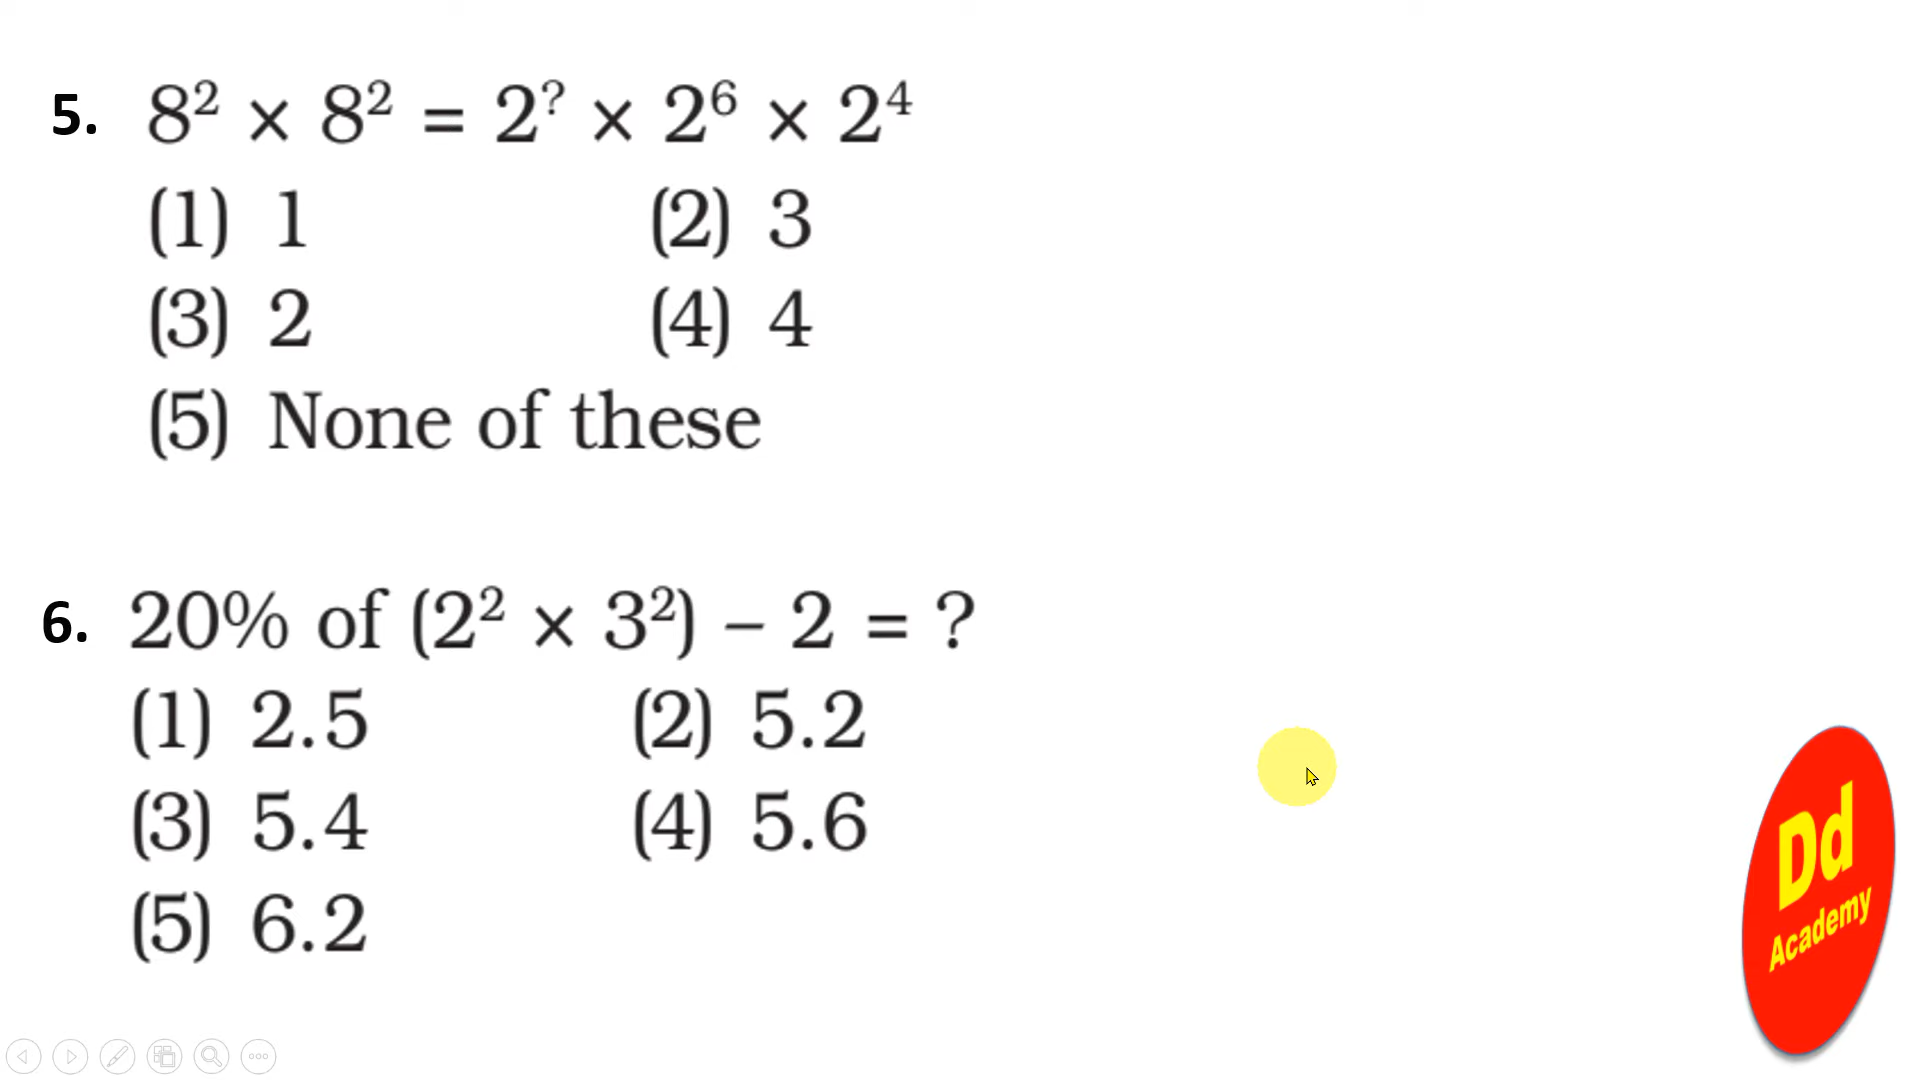 5. 8² × 8² = 2^? × 2⁶ × 2⁴
(1) 1 (2) 3
(3) 2 (4) 4
(5) None of these
6. 20% of (2² × 3²) – 2 = ?
(1) 2.5 (2) 5.2
(3) 5.4 (4) 5.6
(5) 6.2
Dd
Academy